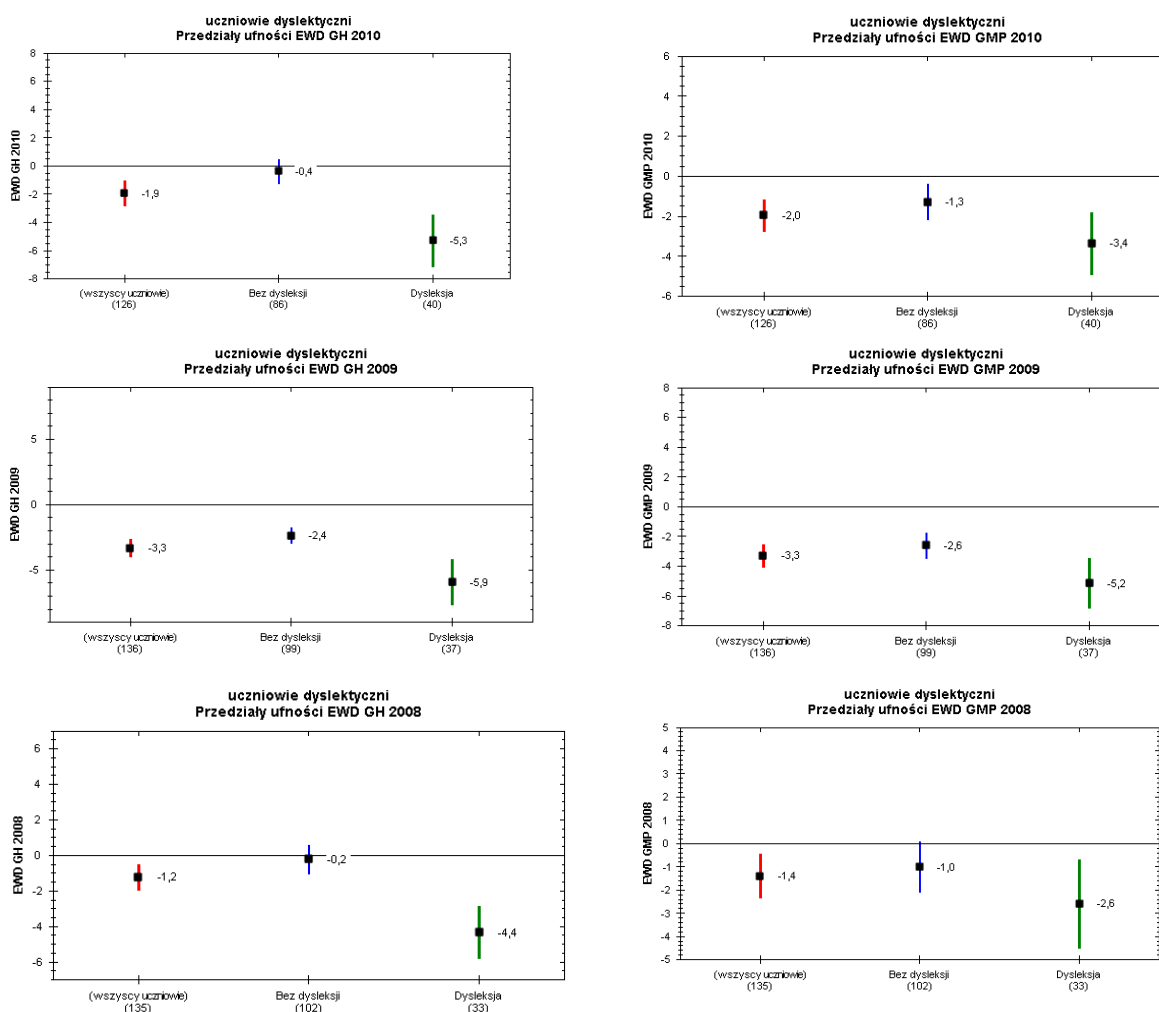 uczniowie dyslektyczni
Przedziały ufności EWD GH 2010
EWD GH 2010
8
6
4
2
0
-2
-4
-6
-8
-1,9
-0,4
-5,3
(wszyscy uczniowie)
(126)
Bez dysleksji
(86)
Dysleksja
(40)
uczniowie dyslektyczni
Przedziały ufności EWD GMP 2010
EWD GMP 2010
6
4
2
0
-2
-4
-6
-2,0
-1,3
-3,4
(wszyscy uczniowie)
(126)
Bez dysleksji
(86)
Dysleksja
(40)
uczniowie dyslektyczni
Przedziały ufności EWD GH 2009
EWD GH 2009
5
0
-5
-3,3
-2,4
-5,9
(wszyscy uczniowie)
(136)
Bez dysleksji
(99)
Dysleksja
(37)
uczniowie dyslektyczni
Przedziały ufności EWD GMP 2009
EWD GMP 2009
8
6
4
2
0
-2
-4
-6
-8
-3,3
-2,6
-5,2
(wszyscy uczniowie)
(136)
Bez dysleksji
(99)
Dysleksja
(37)
uczniowie dyslektyczni
Przedziały ufności EWD GH 2008
EWD GH 2008
6
4
2
0
-2
-4
-6
-1,2
-0,2
-4,4
(wszyscy uczniowie)
(135)
Bez dysleksji
(102)
Dysleksja
(33)
uczniowie dyslektyczni
Przedziały ufności EWD GMP 2008
EWD GMP 2008
5
4
3
2
1
0
-1
-2
-3
-4
-5
-1,4
-1,0
-2,6
(wszyscy uczniowie)
(135)
Bez dysleksji
(102)
Dysleksja
(33)